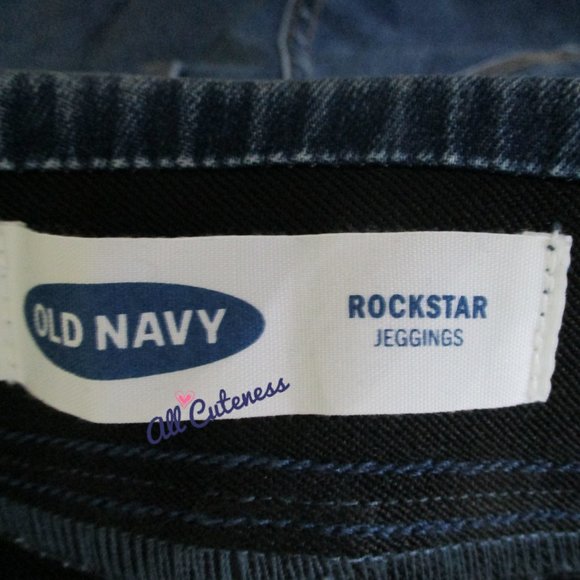 OLD NAVY
ROCKSTAR
JEGGINGS
All Cuteness